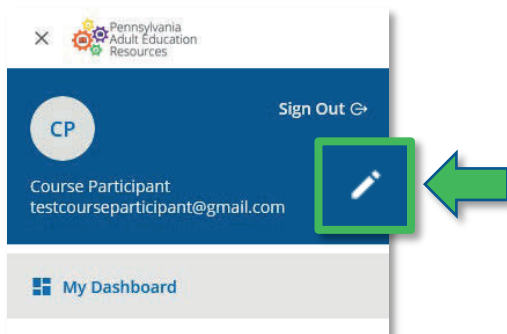 Pennsylvania
Adult Education
Resources
Sign Out
CP
Course Participant
testcourseparticipant@gmail.com
My Dashboard